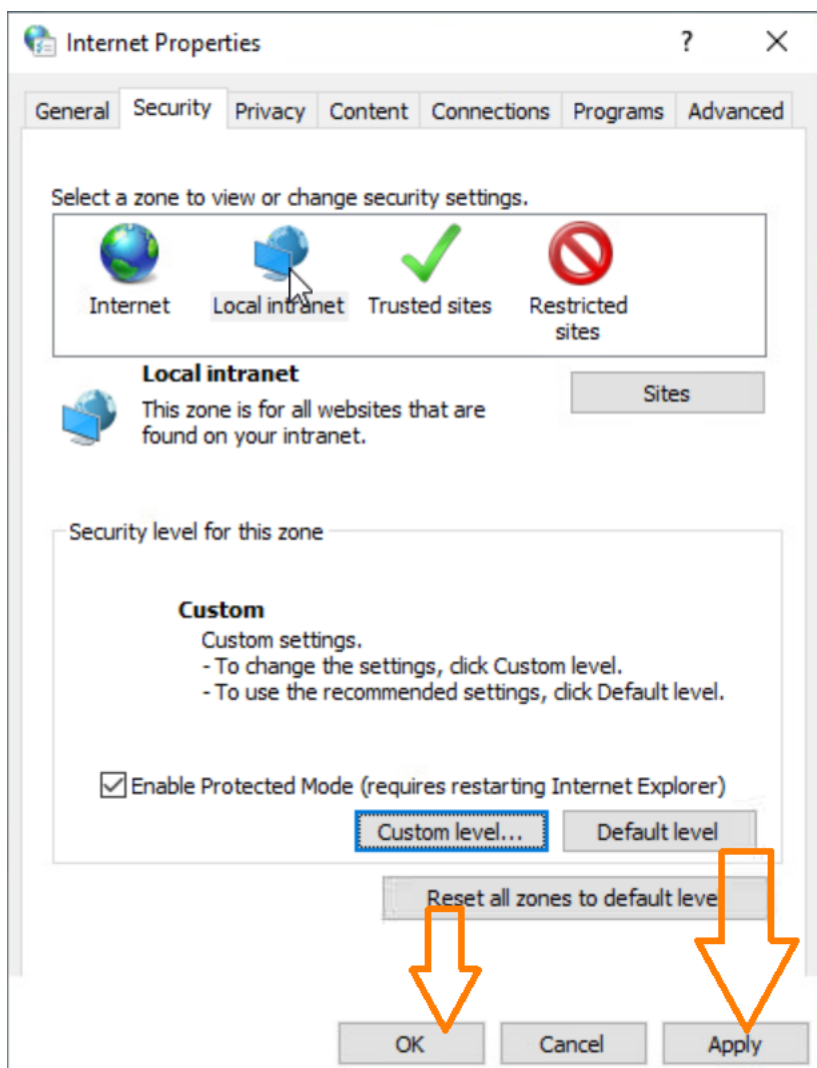 Internet Properties
?
General Security Privacy Content Connections Programs Advanced
Select a zone to view or change security settings.
Internet Local intranet Trusted sites Restricted
sites
Local intranet
Sites
This zone is for all websites that are
found on your intranet.
Security level for this zone
Custom
Custom settings.
- To change the settings, click Custom level.
- To use the recommended settings, click Default level.
Enable Protected Mode (requires restarting Internet Explorer)
Custom level... Default level
Reset all zones to default level
OK Cancel Apply